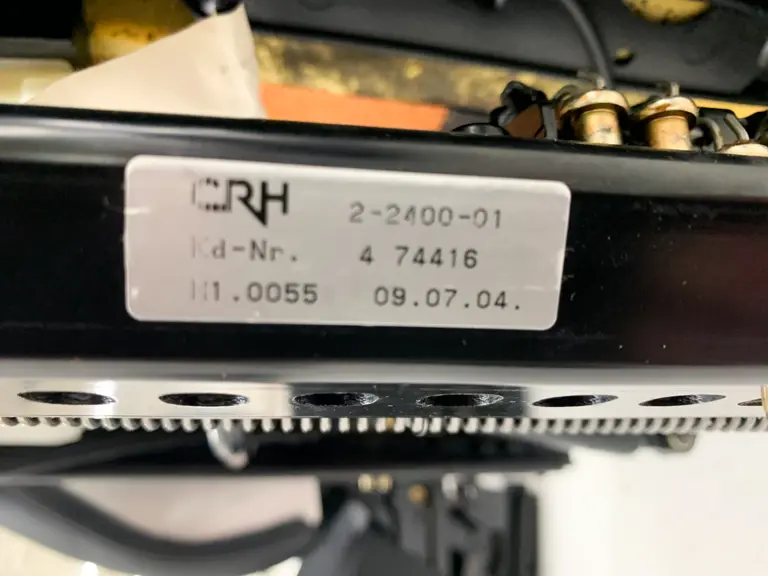 CRH 2-2400-01
Kd-Nr. 4 74416
H1.0055 09.07.04.